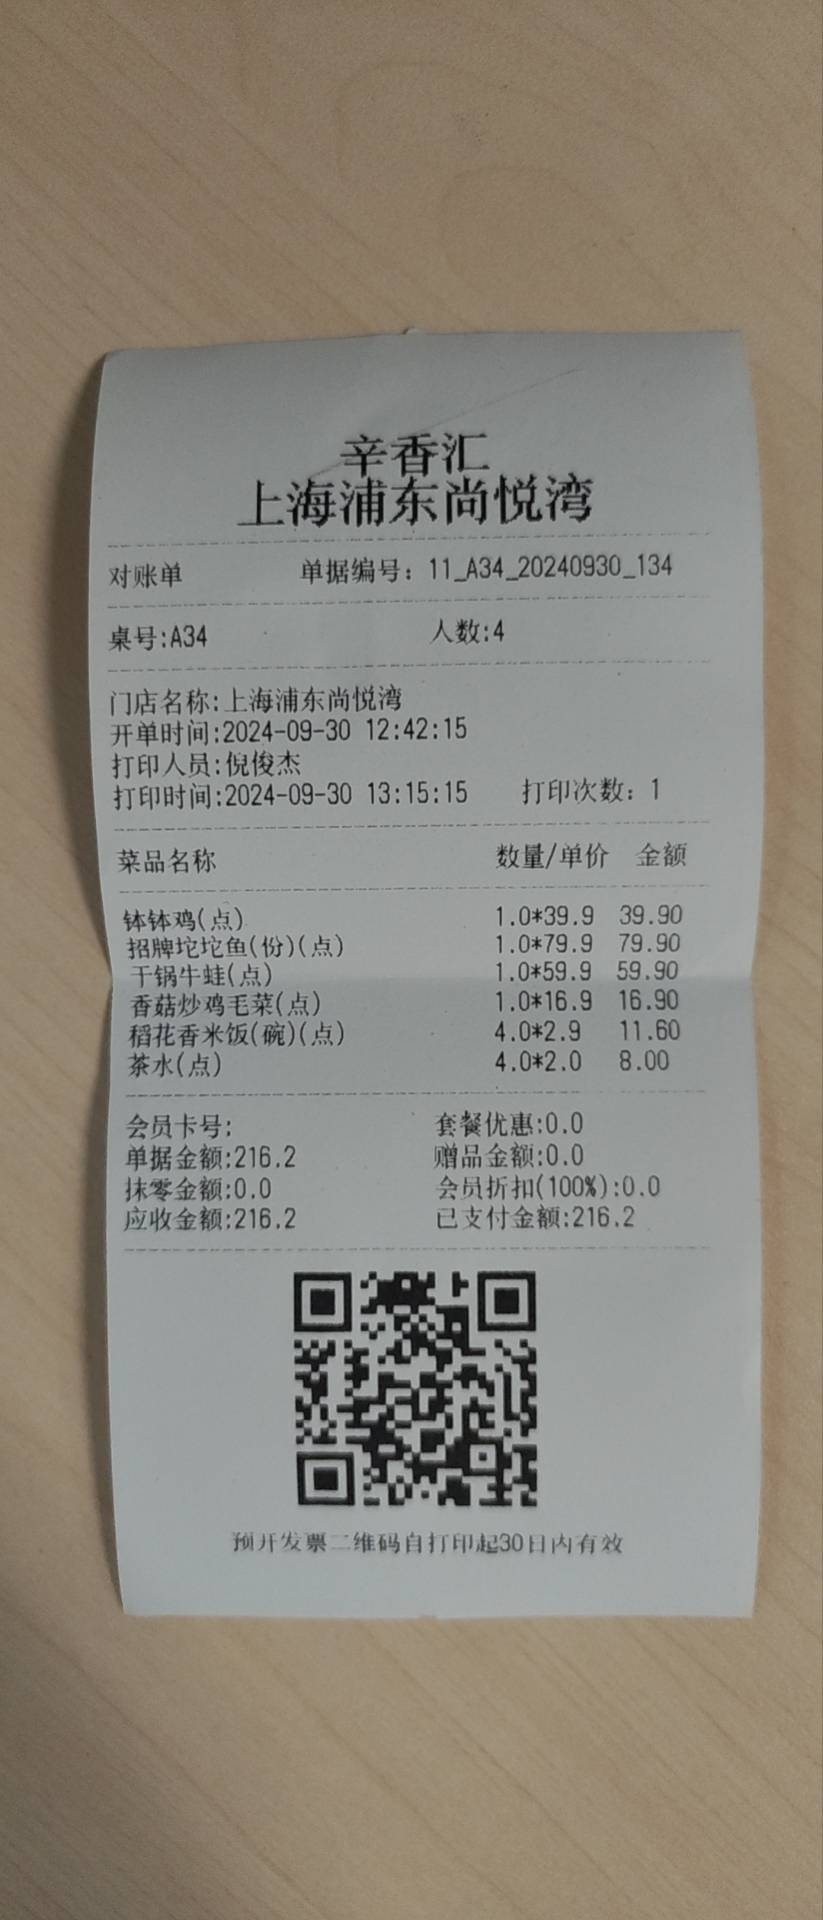 辛香汇
上海浦东尚悦湾
对账单 单据编号：11_A34_20240930_134
桌号:A34 人数:4
门店名称:上海浦东尚悦湾
开单时间:2024-09-30 12:42:15
打印人员:倪俊杰
打印时间:2024-09-30 13:15:15 打印次数：1
菜品名称 数量/单价 金额
钵钵鸡(点) 1.0*39.9 39.90
招牌坨坨鱼(份)(点) 1.0*79.9 79.90
干锅牛蛙(点) 1.0*59.9 59.90
香菇炒鸡毛菜(点) 1.0*16.9 16.90
稻花香米饭(碗)(点) 4.0*2.9 11.60
茶水(点) 4.0*2.0 8.00
会员卡号: 套餐优惠:0.0
单据金额:216.2 赠品金额:0.0
抹零金额:0.0 会员折扣(100%):0.0
应收金额:216.2 已支付金额:216.2
预开发票二维码自打印起30日内有效